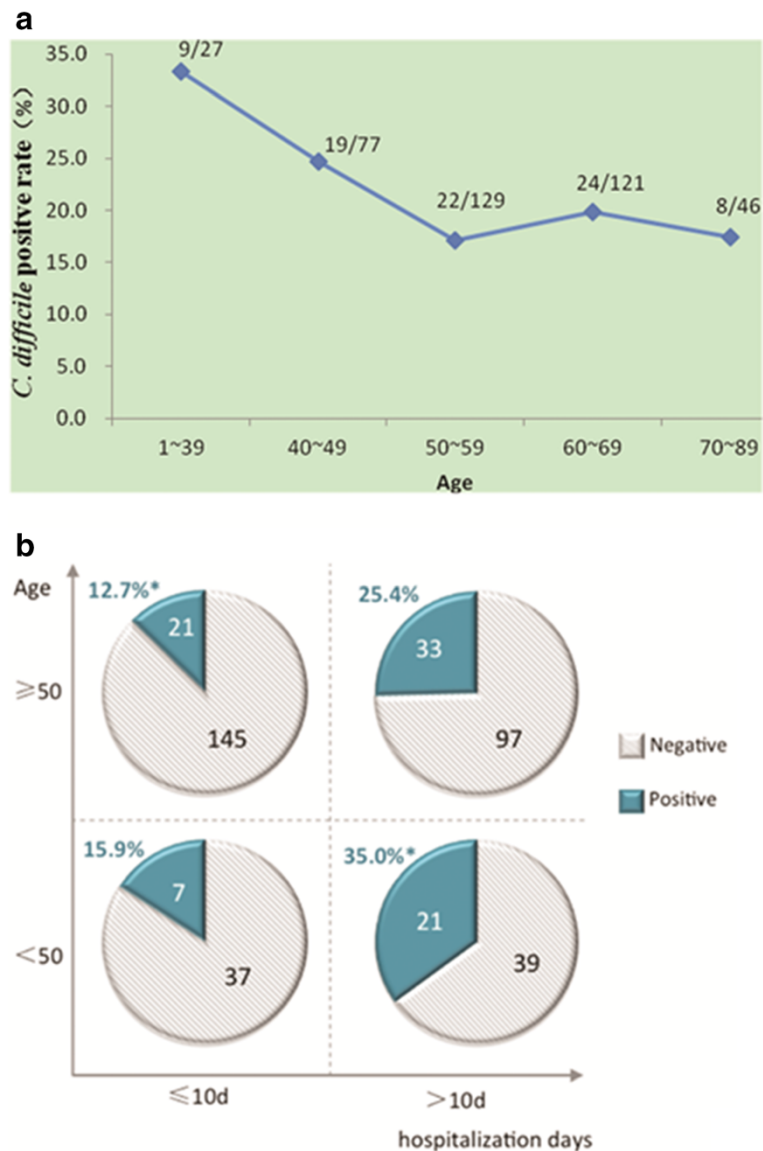 a
C. difficile positve rate（%）
35.0
30.0
25.0
20.0
15.0
10.0
5.0
0.0
9/27
19/77
22/129
24/121
8/46
1~39 40~49 50~59 60~69 70~89
Age
b
Age
12.7%*
21
145
25.4%
33
97
≥50
Negative
Positive
15.9%
7
37
35.0%*
21
39
<50
≤10d >10d
hospitalization days